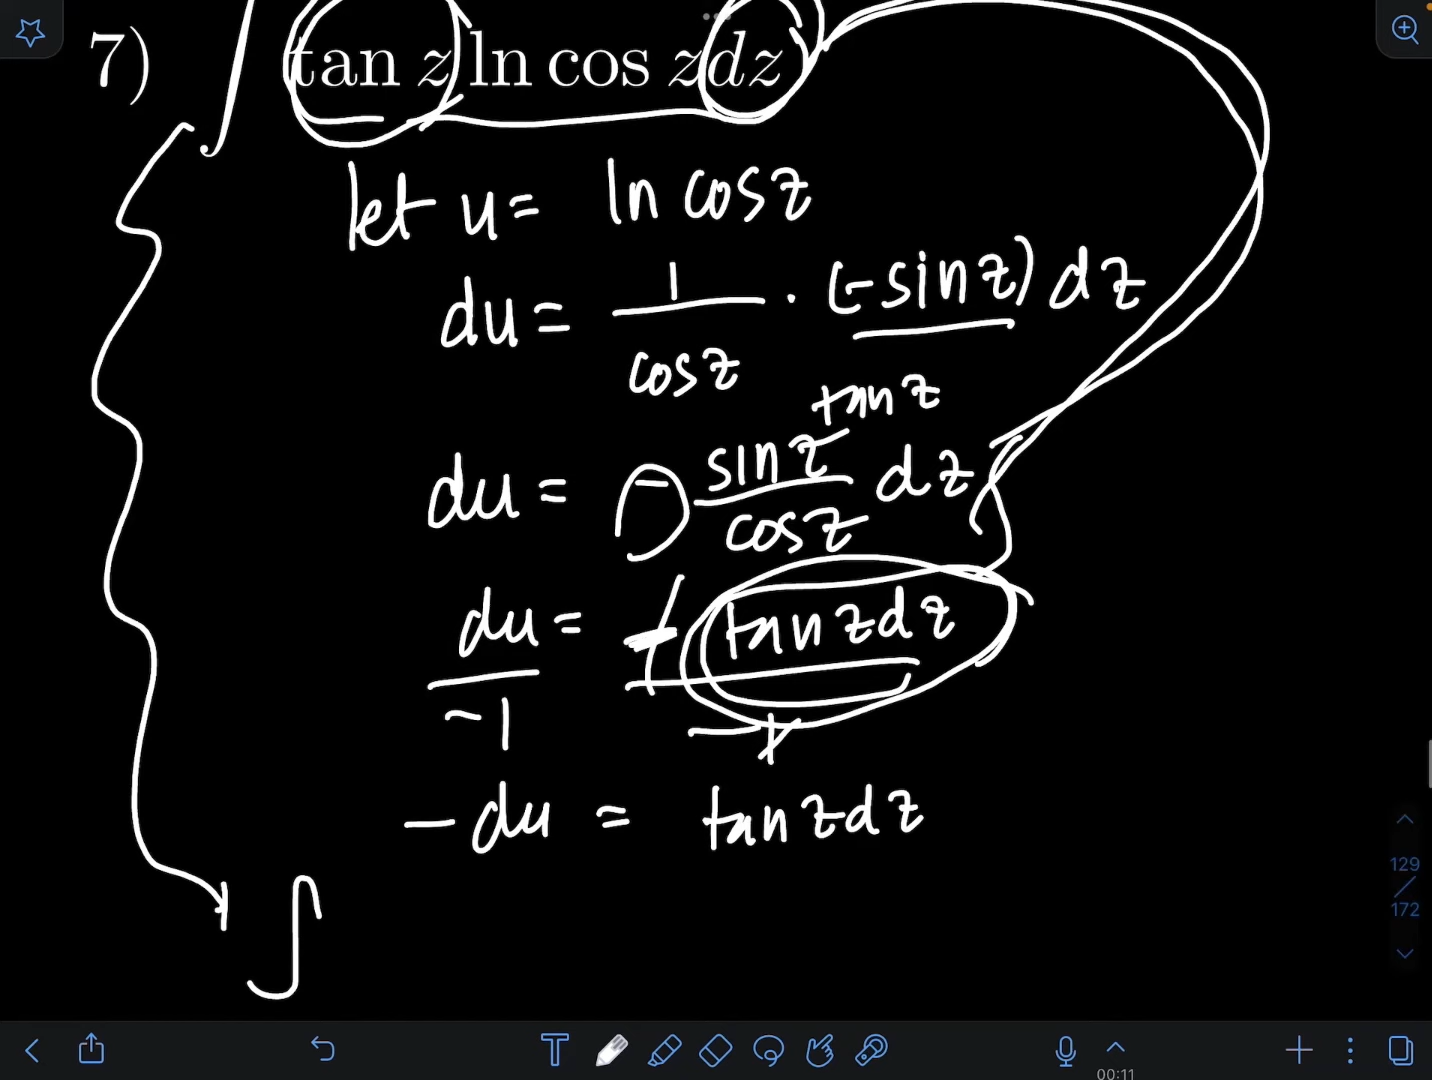 7) ∫ tan z ln cos z dz
let u = ln cos z
du = 1/cos z · (-sin z) dz
tan z
du = - sin z/cos z dz
du/-1 = - tan z dz/-1
- du = tan z dz
∫
129
/
172
T
00:11